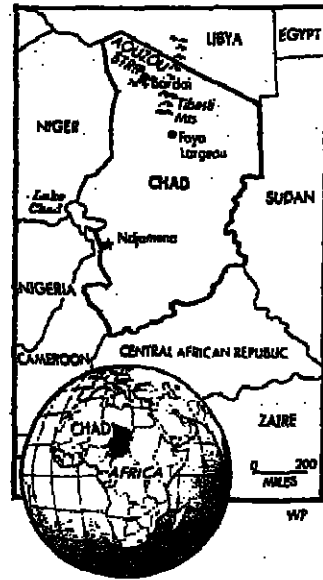 LIBYA
EGYPT
AOUZOU
STRIP
Bardai
Tibesti
Mts
NIGER
Faya
Largeau
CHAD
SUDAN
Lake
Chad
Ndjamena
NIGERIA
CAMEROON
CENTRAL AFRICAN REPUBLIC
ZAIRE
CHAD
AFRICA
0 200
MILES
WP